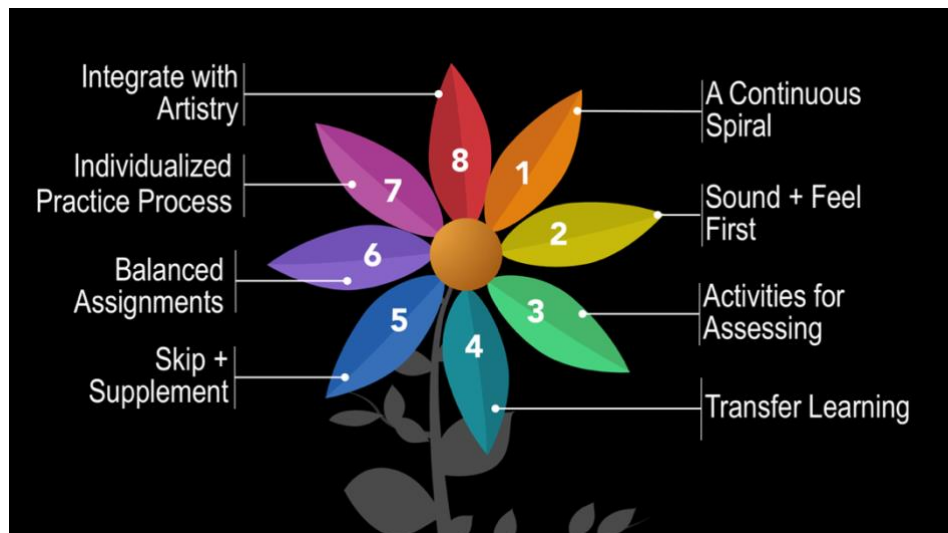 A Continuous
Spiral
Sound + Feel
First
Activities for
Assessing
Transfer Learning
Skip +
Supplement
Balanced
Assignments
Individualized
Practice Process
Integrate with
Artistry
1
2
3
4
5
6
7
8